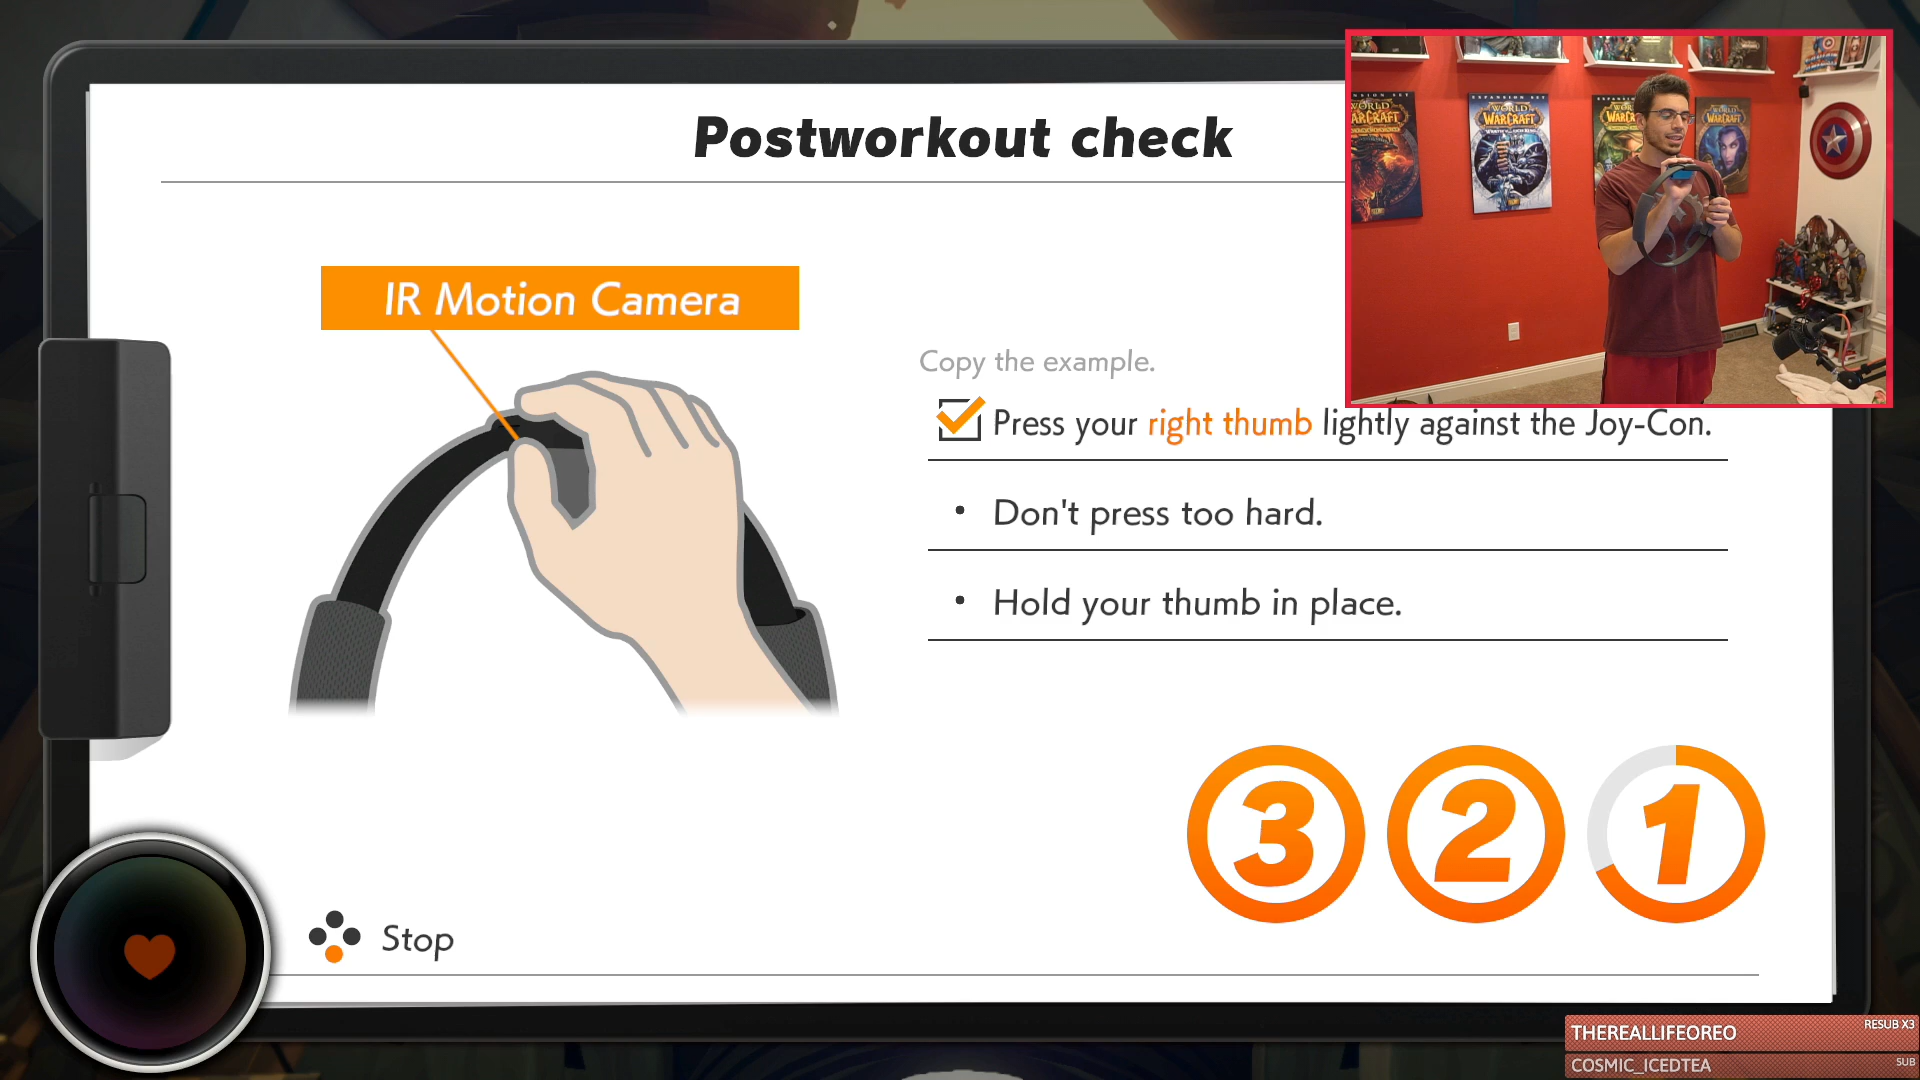 Postworkout check
IR Motion Camera
Copy the example.
Press your right thumb lightly against the Joy-Con.
• Don't press too hard.
• Hold your thumb in place.
3 2 1
Stop
WORLD WARCRAFT
WORLD WARCRAFT
THEREALLIFEOREO RESUB X3
COSMIC_ICEDTEA SUB